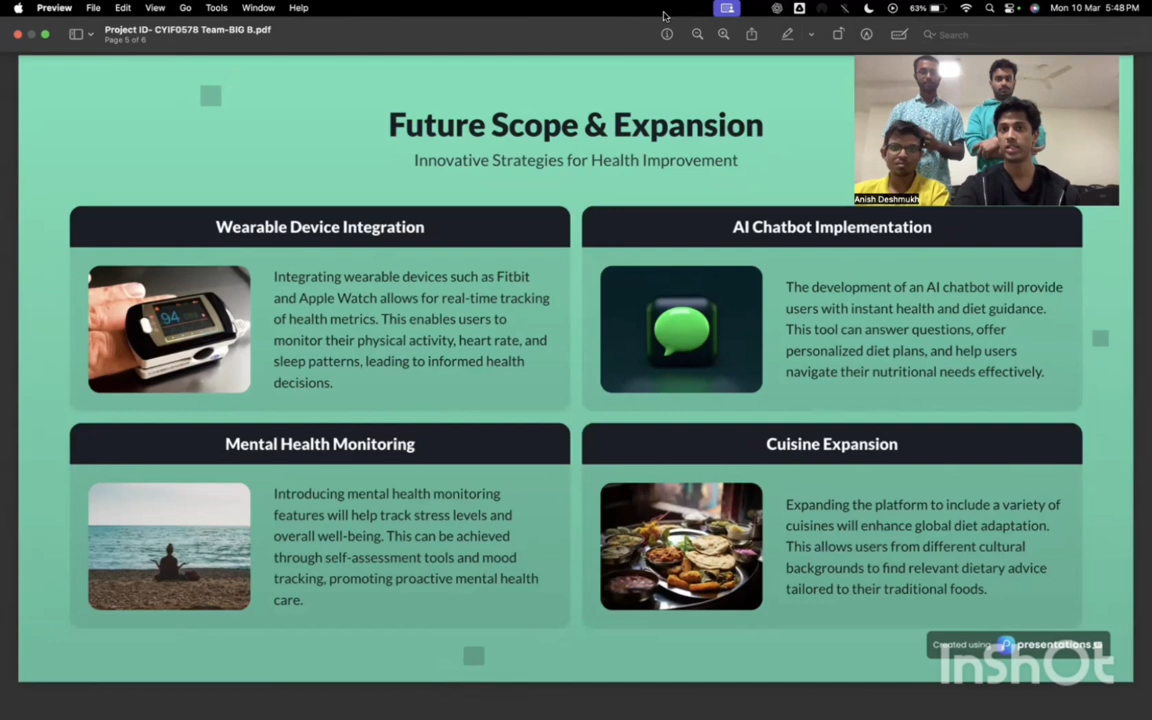 Preview File Edit View Go Tools Window Help
63% Mon 10 Mar 5:48 PM
Project ID- CYIF0578 Team-BIG B.pdf
Page 5 of 6
Search
Future Scope & Expansion
Innovative Strategies for Health Improvement
Anish Deshmukh
Wearable Device Integration
Integrating wearable devices such as Fitbit
and Apple Watch allows for real-time tracking
of health metrics. This enables users to
monitor their physical activity, heart rate, and
sleep patterns, leading to informed health
decisions.
94
AI Chatbot Implementation
The development of an AI chatbot will provide
users with instant health and diet guidance.
This tool can answer questions, offer
personalized diet plans, and help users
navigate their nutritional needs effectively.
Mental Health Monitoring
Introducing mental health monitoring
features will help track stress levels and
overall well-being. This can be achieved
through self-assessment tools and mood
tracking, promoting proactive mental health
care.
Cuisine Expansion
Expanding the platform to include a variety of
cuisines will enhance global diet adaptation.
This allows users from different cultural
backgrounds to find relevant dietary advice
tailored to their traditional foods.
Created using presentations
InShOt